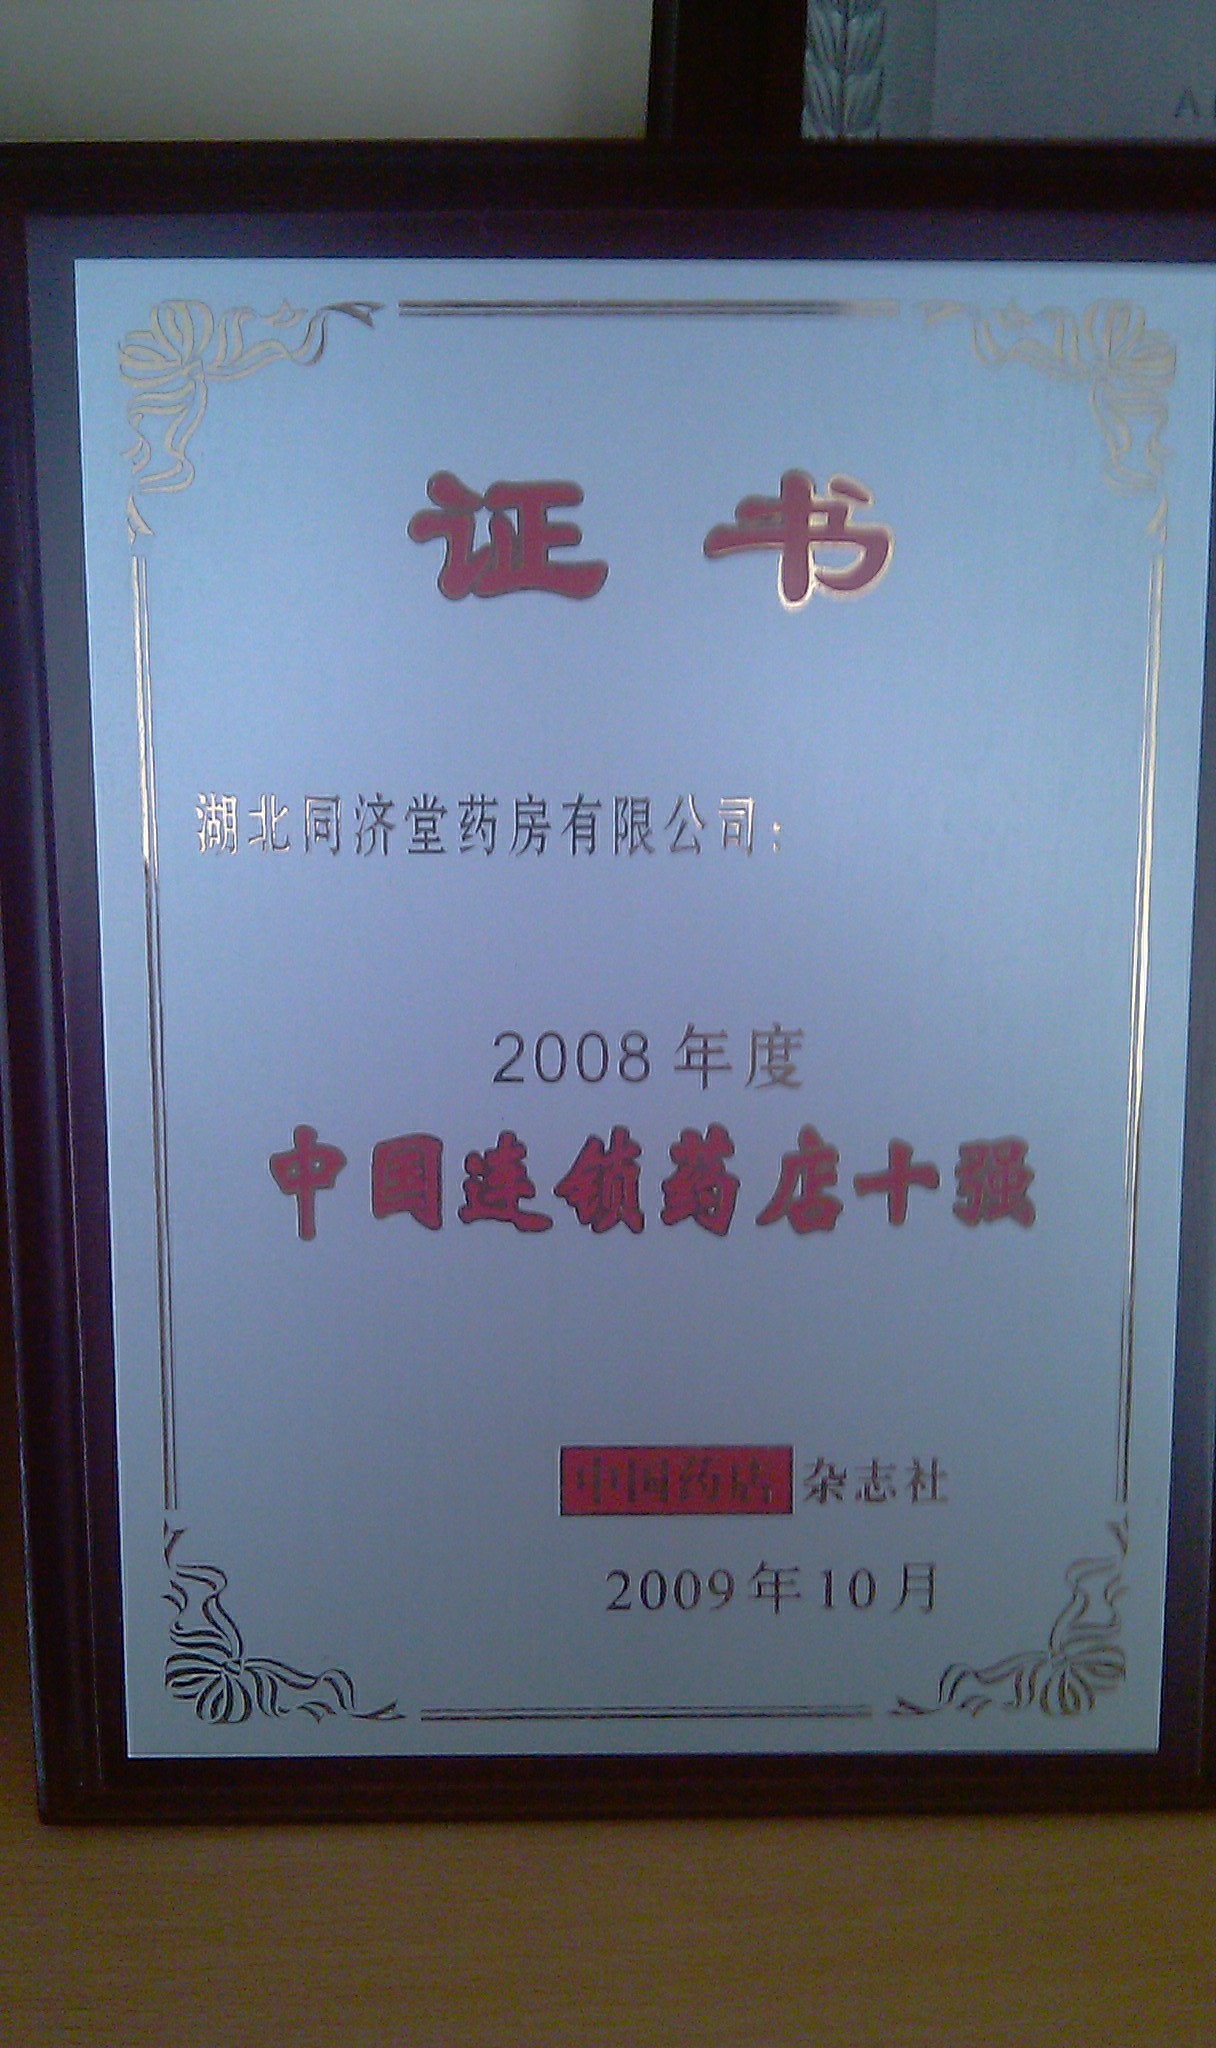 证书
湖北同济堂药房有限公司：
2008年度
中国连锁药店十强
中国药店 杂志社
2009年10月